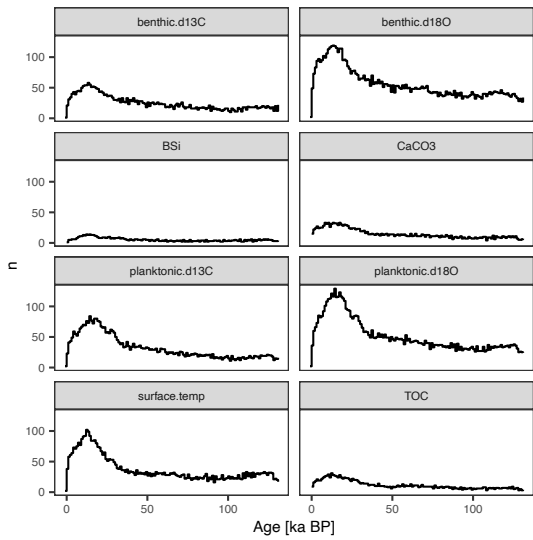 benthic.d13C benthic.d18O
100
50
0
BSi CaCO3
100
50
0
planktonic.d13C planktonic.d18O
100
50
0
surface.temp TOC
100
50
0
n
0 50 100 0 50 100
Age [ka BP]